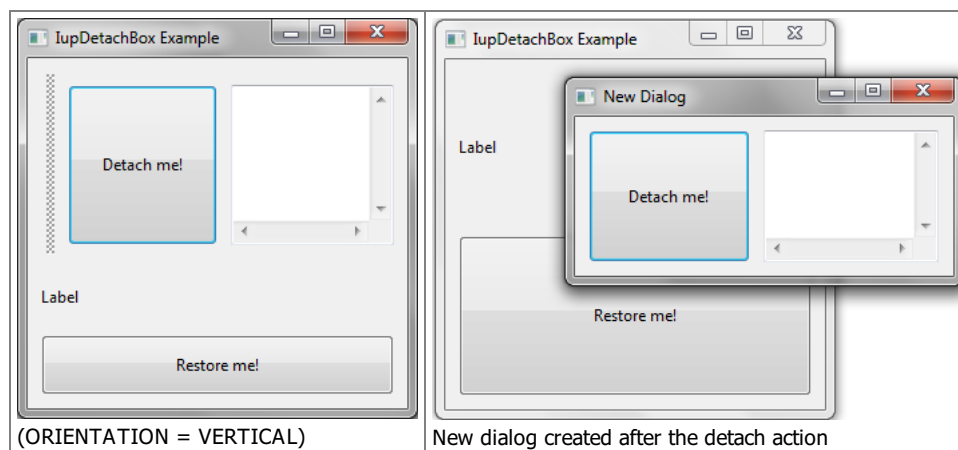 IupDetachBox Example
Detach me!
Label
Restore me!
(ORIENTATION = VERTICAL)
IupDetachBox Example
New Dialog
Label
Detach me!
Restore me!
New dialog created after the detach action